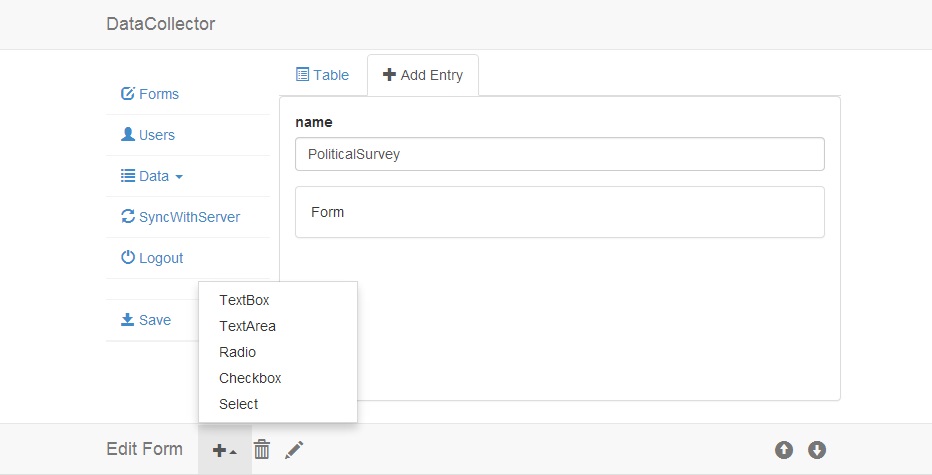 DataCollector
Table
Add Entry
Forms
Users
Data
SyncWithServer
Logout
Save
name
PoliticalSurvey
Form
TextBox
TextArea
Radio
Checkbox
Select
Edit Form